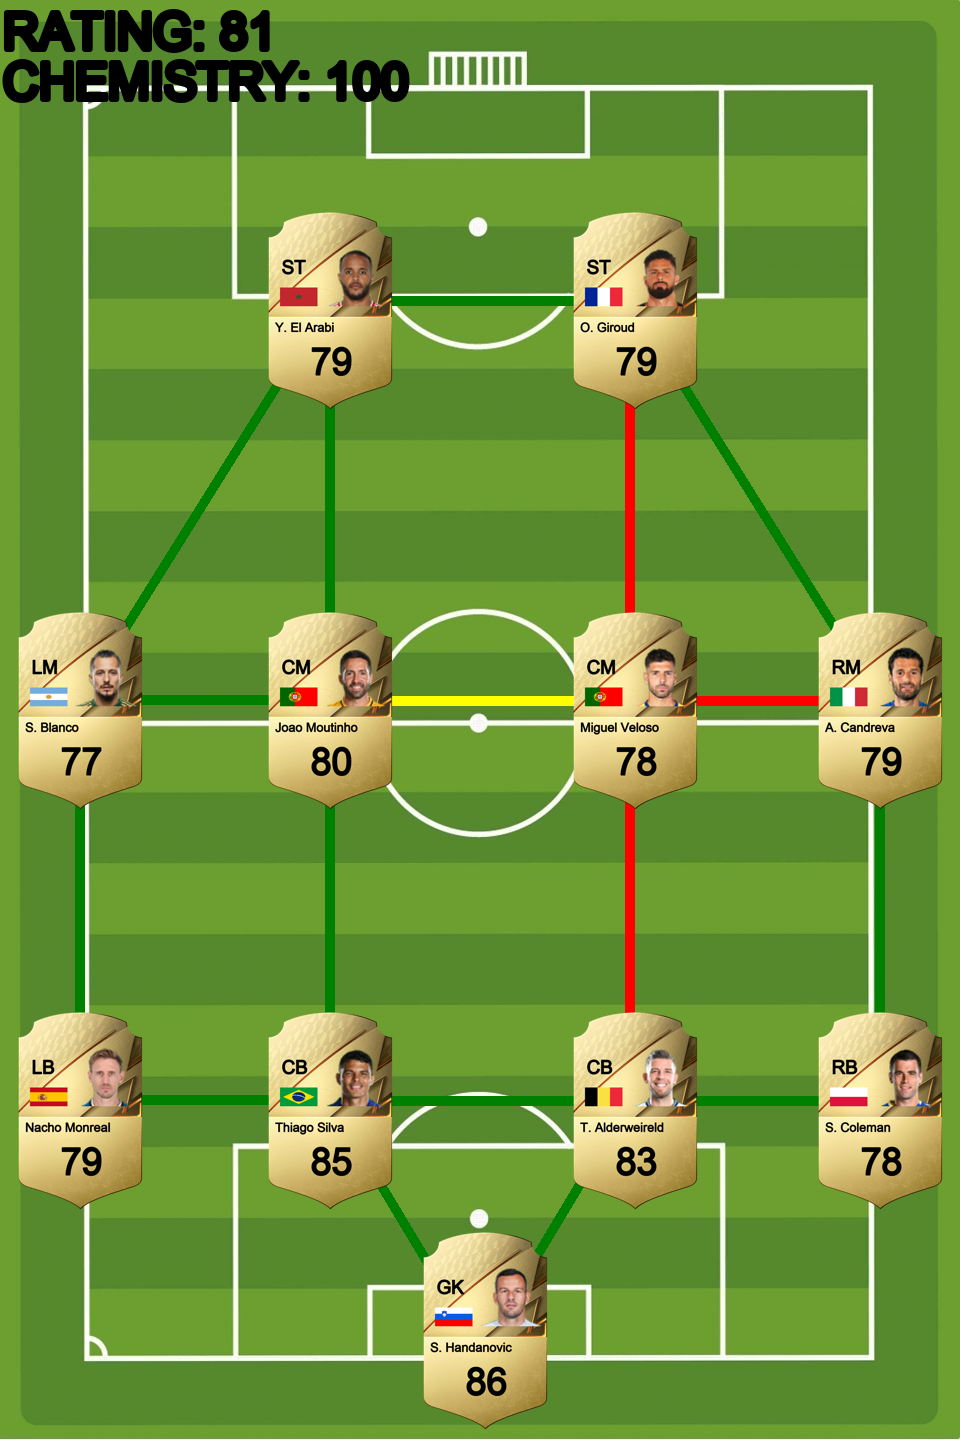 RATING: 81
CHEMISTRY: 100
ST
Y. El Arabi
79
ST
O. Giroud
79
LM
S. Blanco
77
CM
Joao Moutinho
80
CM
Miguel Veloso
78
RM
A. Candreva
79
LB
Nacho Monreal
79
CB
Thiago Silva
85
CB
T. Alderweireld
83
RB
S. Coleman
78
GK
S. Handanovic
86